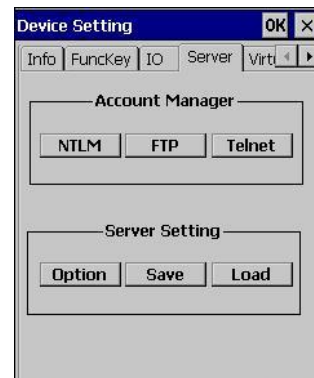 Device Setting OK ×
Info FuncKey IO Server Virt
Account Manager
NTLM FTP Telnet
Server Setting
Option Save Load